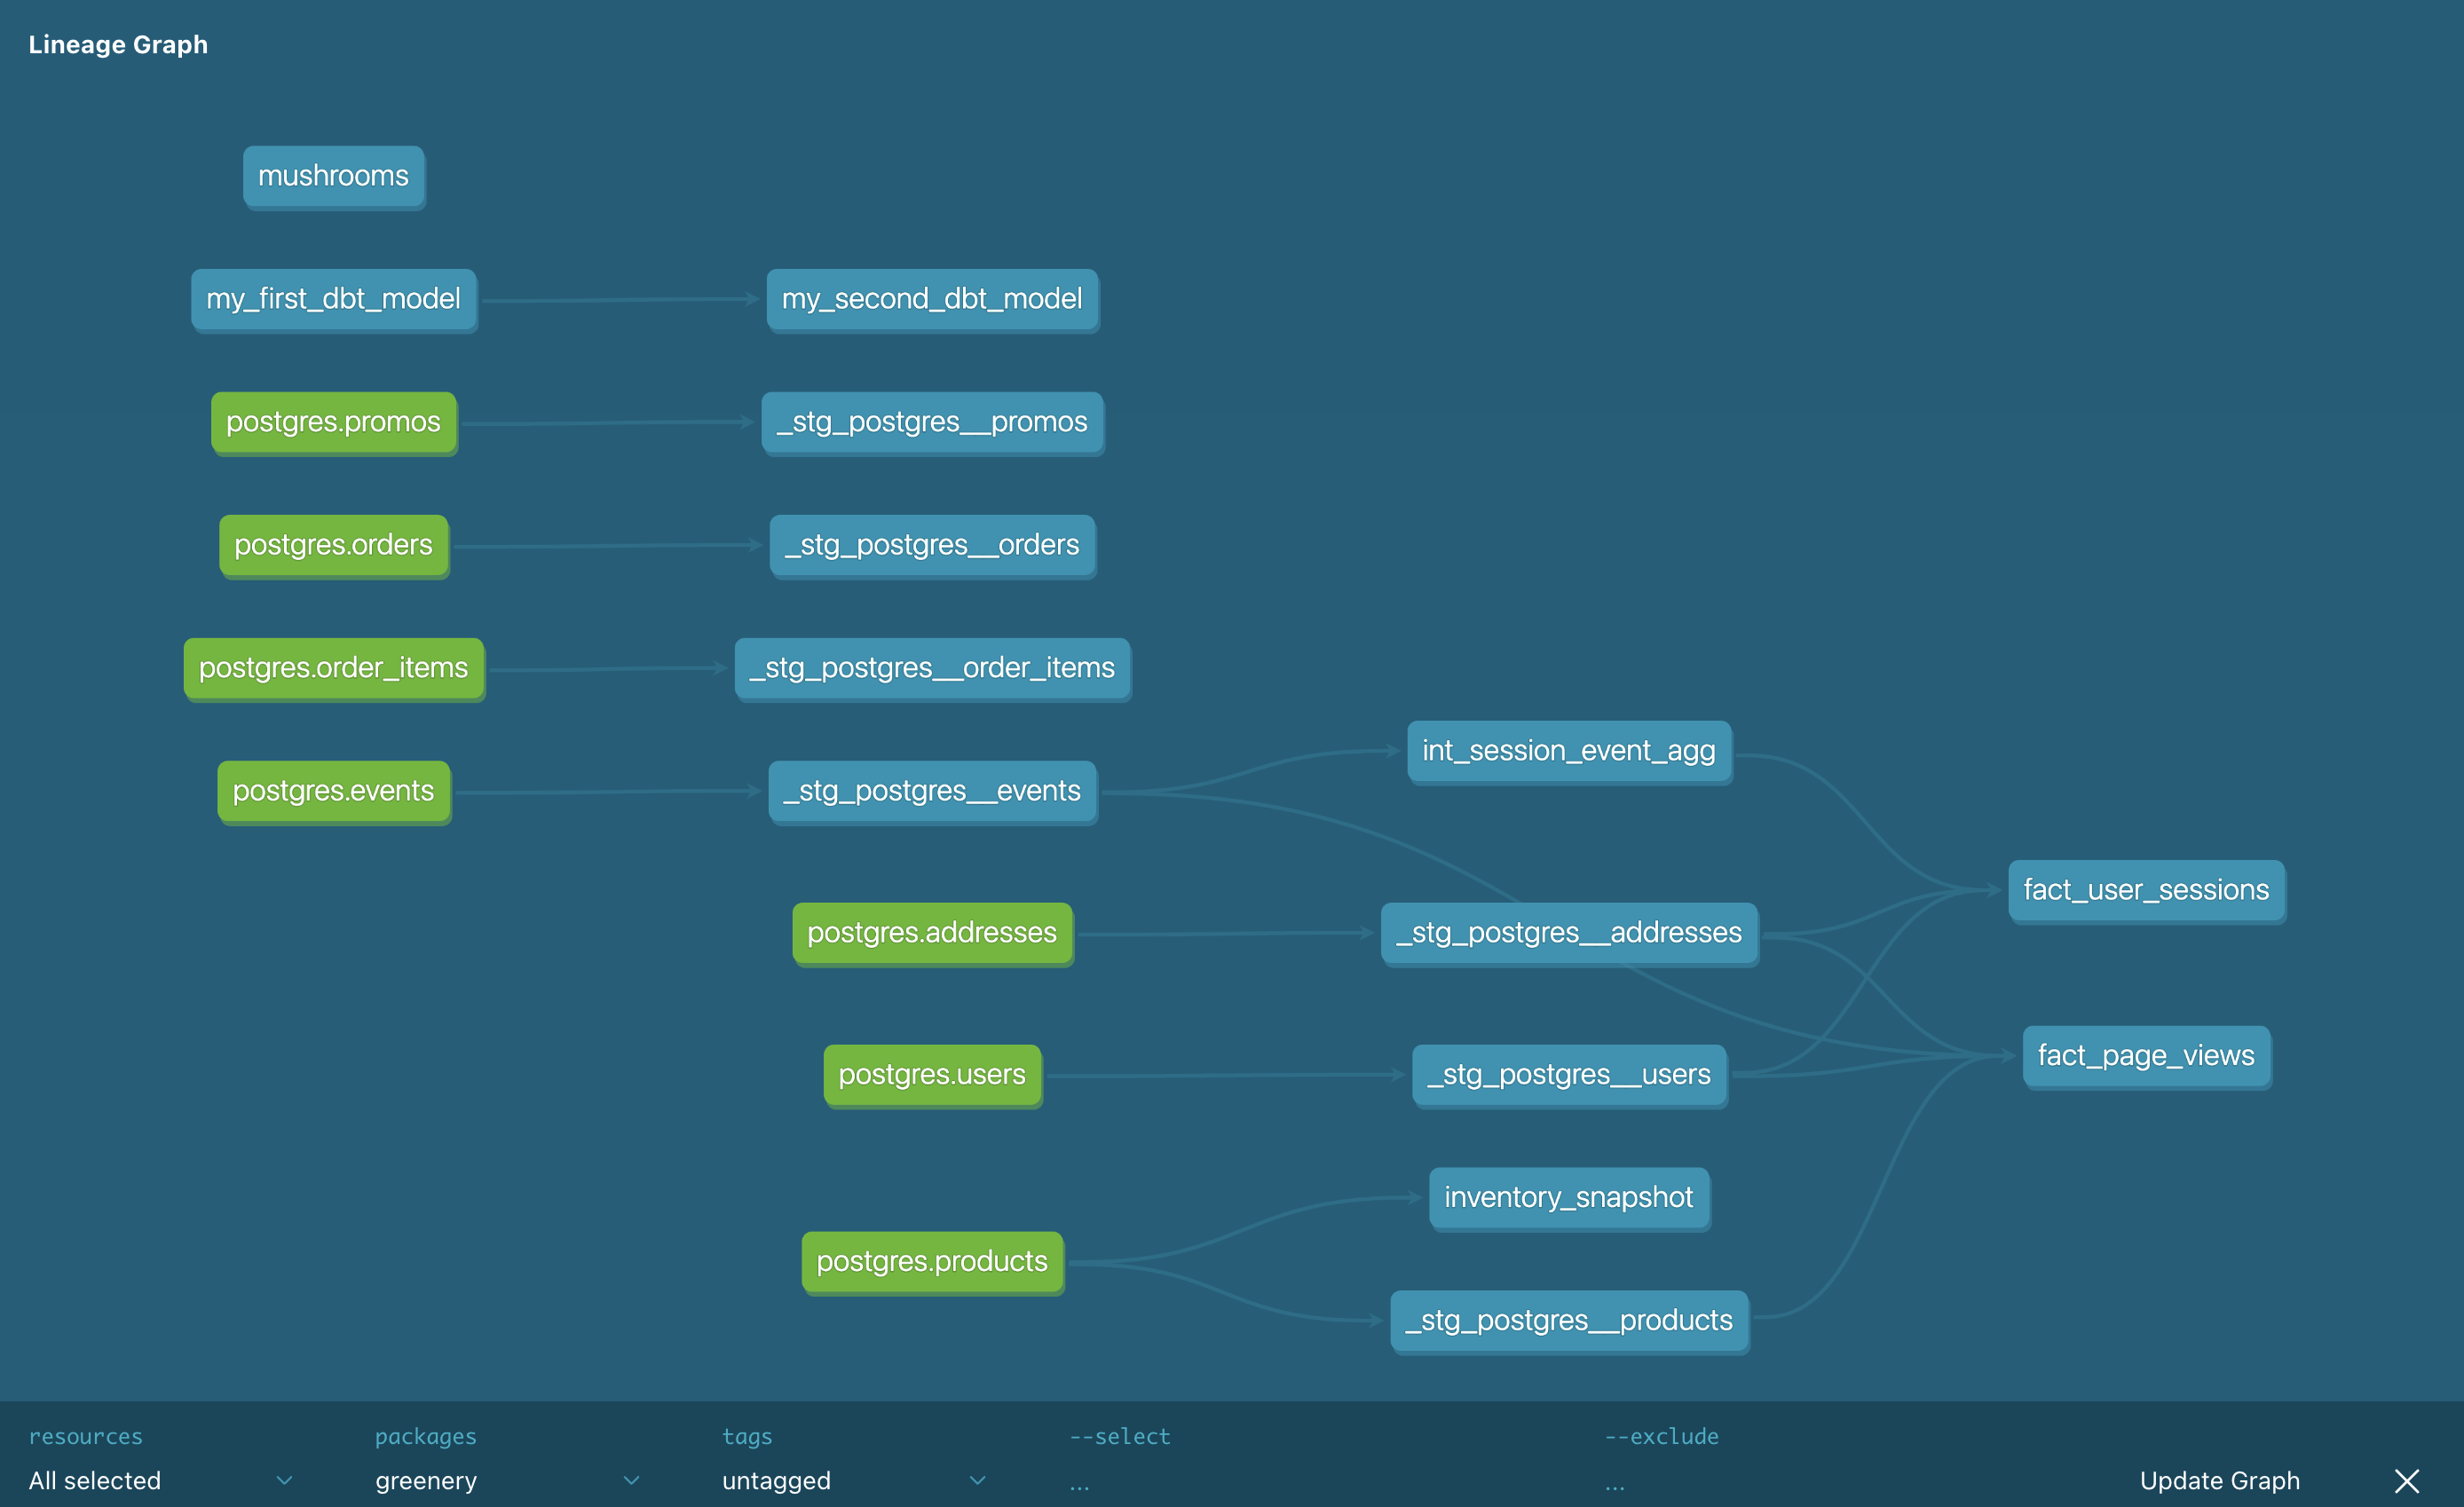 Lineage Graph
mushrooms
my_first_dbt_model
my_second_dbt_model
postgres.promos
_stg_postgres__promos
postgres.orders
_stg_postgres__orders
postgres.order_items
_stg_postgres__order_items
int_session_event_agg
postgres.events
_stg_postgres__events
fact_user_sessions
postgres.addresses
_stg_postgres__addresses
fact_page_views
postgres.users
_stg_postgres__users
inventory_snapshot
postgres.products
_stg_postgres__products
resources
packages
tags
--select
--exclude
All selected
greenery
untagged
...
...
Update Graph